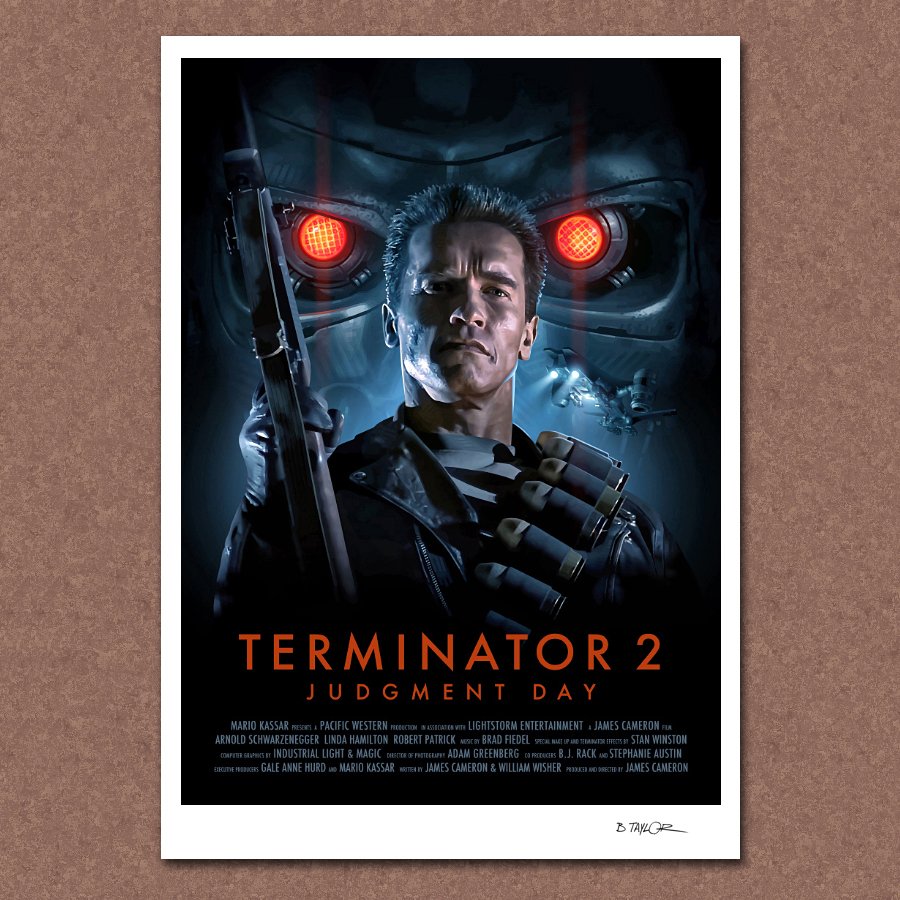 TERMINATOR 2
JUDGMENT DAY
MARIO KASSAR PRESENTS A PACIFIC WESTERN PRODUCTION IN ASSOCIATION WITH LIGHTSTORM ENTERTAINMENT A JAMES CAMERON FILM
ARNOLD SCHWARZENEGGER LINDA HAMILTON ROBERT PATRICK MUSIC BY BRAD FIEDEL SPECIAL MAKE UP AND TERMINATOR EFFECTS BY STAN WINSTON
COMPUTER GRAPHICS BY INDUSTRIAL LIGHT & MAGIC DIRECTOR OF PHOTOGRAPHY ADAM GREENBERG CO PRODUCERS B.J. RACK AND STEPHANIE AUSTIN
EXECUTIVE PRODUCERS GALE ANNE HURD AND MARIO KASSAR WRITTEN BY JAMES CAMERON & WILLIAM WISHER PRODUCED AND DIRECTED BY JAMES CAMERON
B TAYLOR